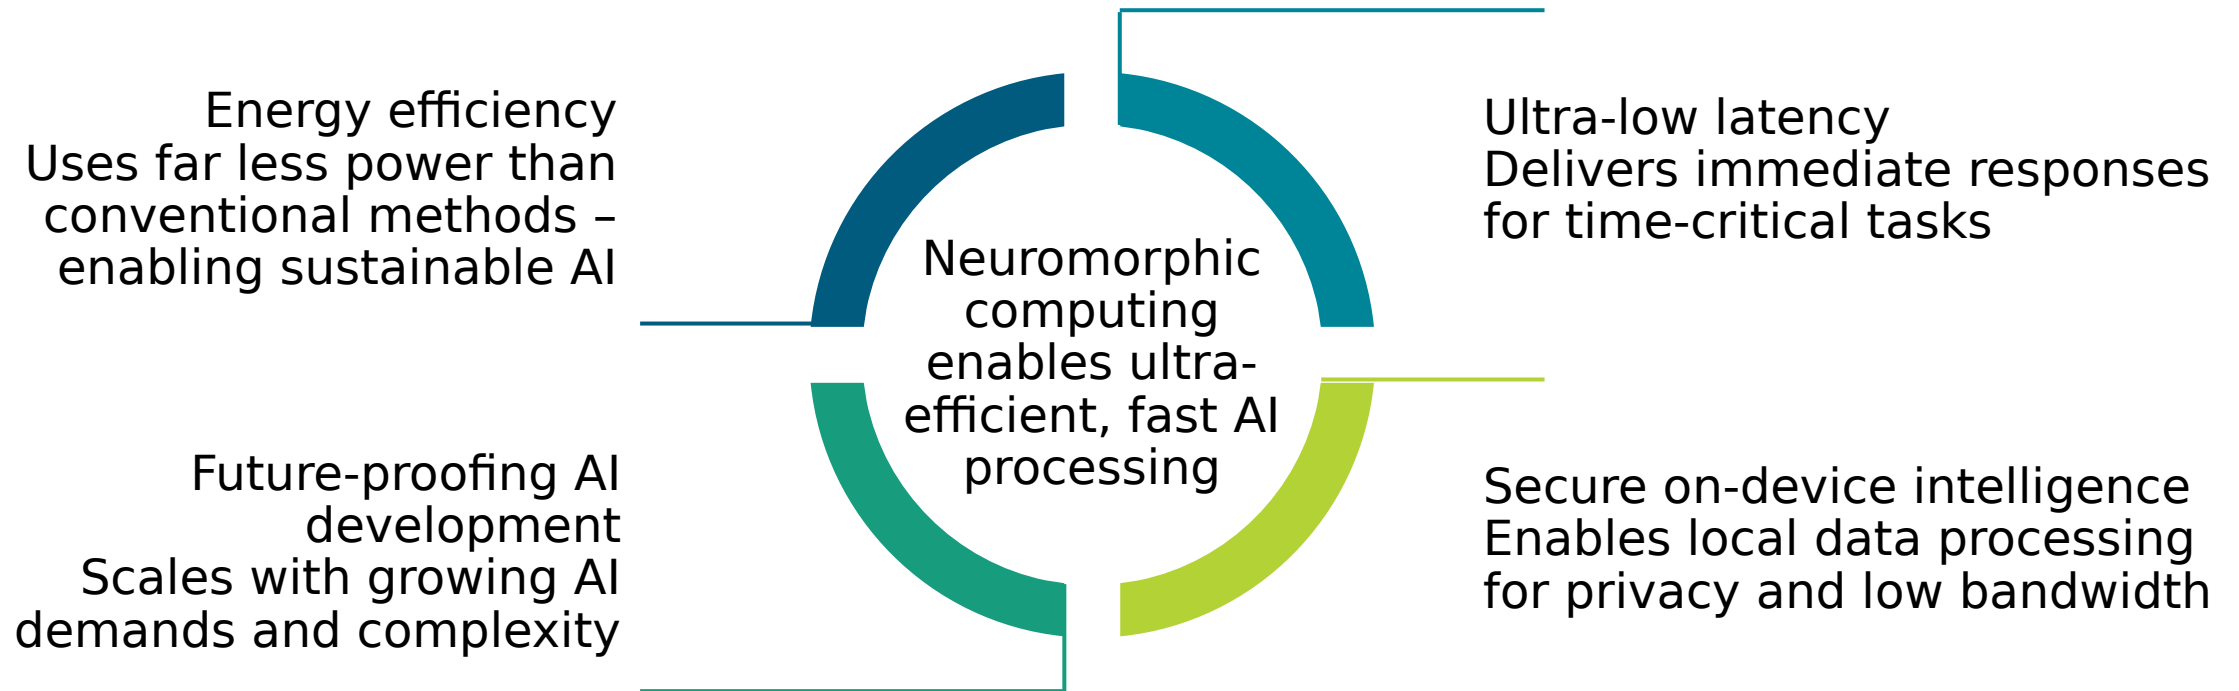 Energy efficiency
Uses far less power than
conventional methods –
enabling sustainable AI
Ultra-low latency
Delivers immediate responses
for time-critical tasks
Neuromorphic
computing
enables ultra-
efficient, fast AI
processing
Future-proofing AI
development
Scales with growing AI
demands and complexity
Secure on-device intelligence
Enables local data processing
for privacy and low bandwidth